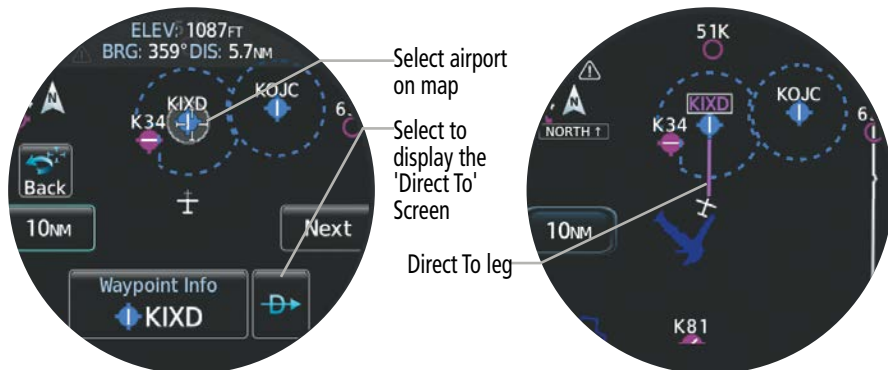 ELEV: 1087FT
BRG: 359° DIS: 5.7NM
KIXD
KOJC
K34
6
N
Back
10NM
Next
Waypoint Info
KIXD
D
Select airport
on map
Select to
display the
'Direct To'
Screen
Direct To leg
51K
N
KIXD
KOJC
K34
6
NORTH ↑
10NM
K81